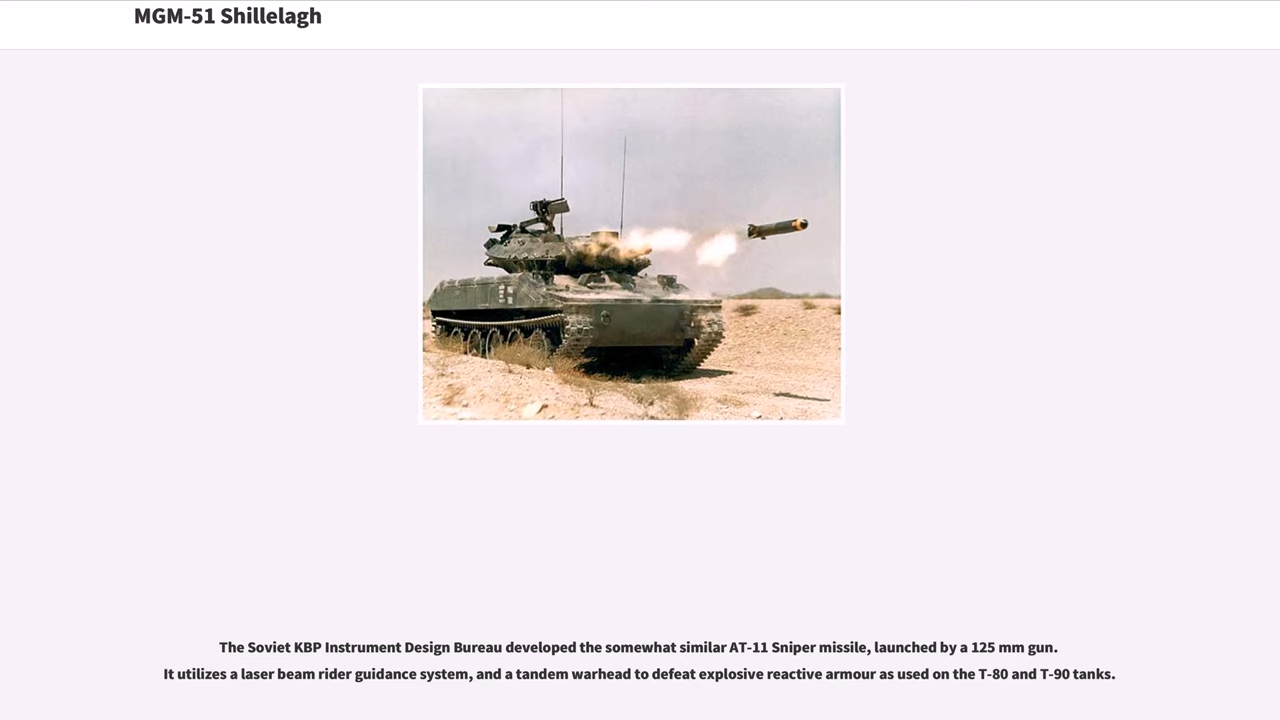 MGM-51 Shillelagh
The Soviet KBP Instrument Design Bureau developed the somewhat similar AT-11 Sniper missile, launched by a 125 mm gun.
It utilizes a laser beam rider guidance system, and a tandem warhead to defeat explosive reactive armour as used on the T-80 and T-90 tanks.